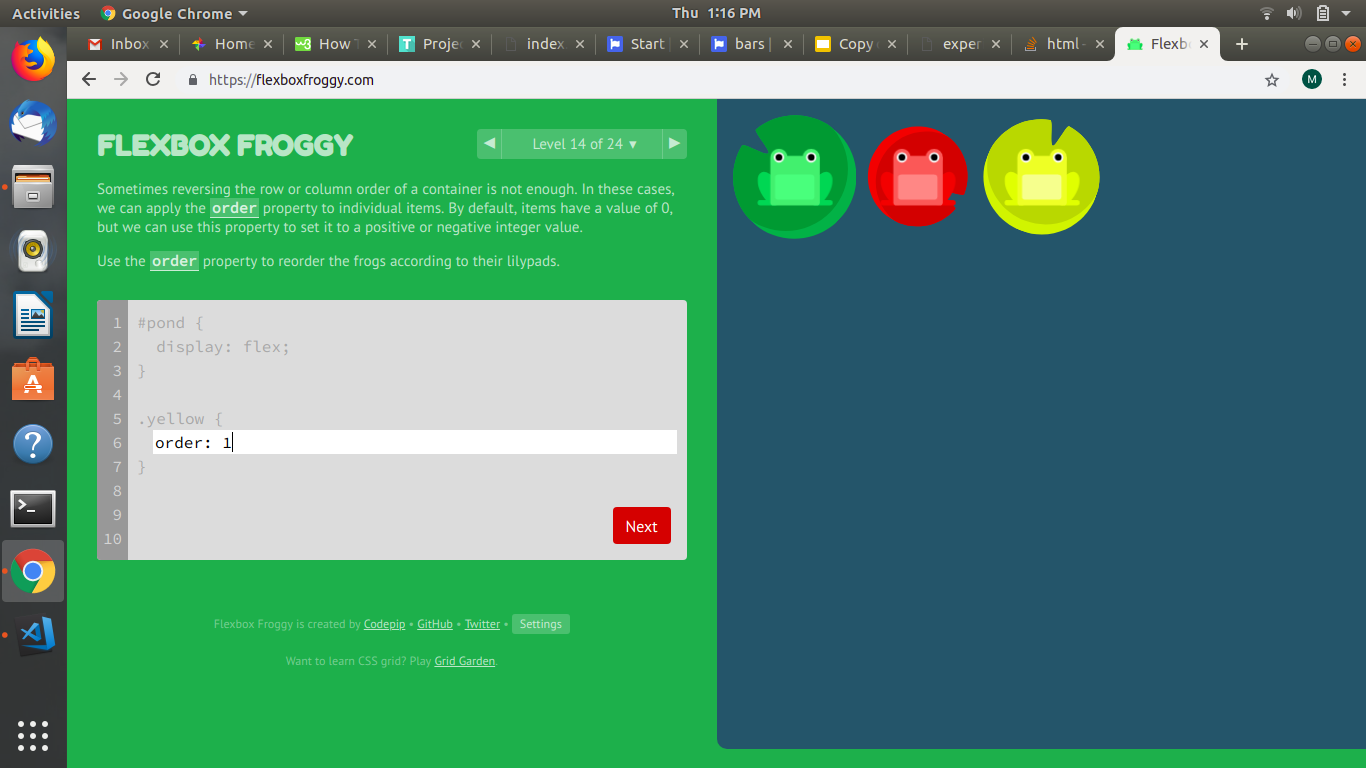 Activities Google Chrome Thu 1:16 PM
Inbox Home How T Proje index Start bars | Copy exper html - Flexb
https://flexboxfroggy.com M
FLEXBOX FROGGY
Level 14 of 24
Sometimes reversing the row or column order of a container is not enough. In these cases,
we can apply the order property to individual items. By default, items have a value of 0,
but we can use this property to set it to a positive or negative integer value.
Use the order property to reorder the frogs according to their lilypads.
1 #pond {
2 display: flex;
3 }
4
5 .yellow {
6 order: 1
7 }
8
9
10
Next
Flexbox Froggy is created by Codepip • GitHub • Twitter • Settings
Want to learn CSS grid? Play Grid Garden.